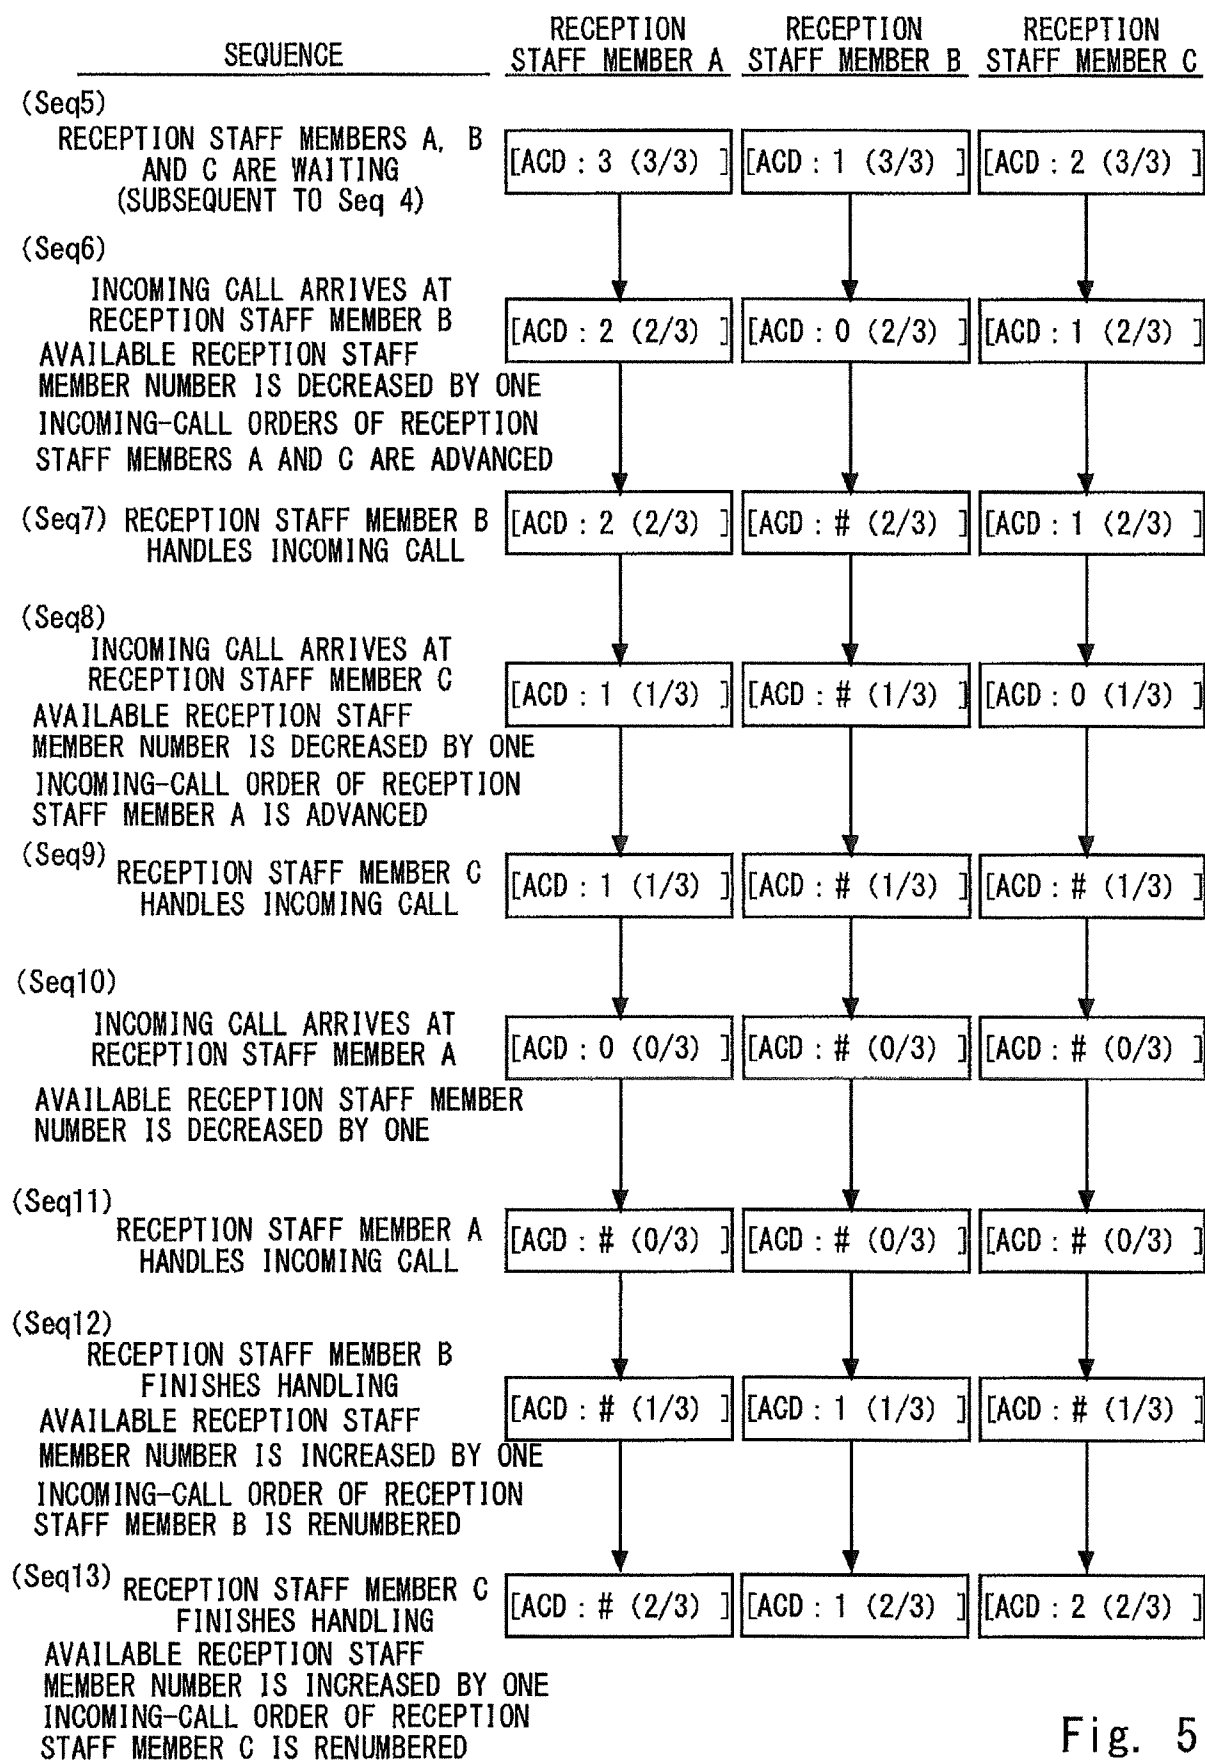 SEQUENCE
RECEPTION
STAFF MEMBER A
RECEPTION
STAFF MEMBER B
RECEPTION
STAFF MEMBER C
(Seq5)
RECEPTION STAFF MEMBERS A, B
AND C ARE WAITING
(SUBSEQUENT TO Seq 4)
[ACD : 3 (3/3) ]
[ACD : 1 (3/3) ]
[ACD : 2 (3/3) ]
(Seq6)
INCOMING CALL ARRIVES AT
RECEPTION STAFF MEMBER B
AVAILABLE RECEPTION STAFF
MEMBER NUMBER IS DECREASED BY ONE
INCOMING-CALL ORDERS OF RECEPTION
STAFF MEMBERS A AND C ARE ADVANCED
[ACD : 2 (2/3) ]
[ACD : 0 (2/3) ]
[ACD : 1 (2/3) ]
(Seq7) RECEPTION STAFF MEMBER B
HANDLES INCOMING CALL
[ACD : 2 (2/3) ]
[ACD : # (2/3) ]
[ACD : 1 (2/3) ]
(Seq8)
INCOMING CALL ARRIVES AT
RECEPTION STAFF MEMBER C
AVAILABLE RECEPTION STAFF
MEMBER NUMBER IS DECREASED BY ONE
INCOMING-CALL ORDER OF RECEPTION
STAFF MEMBER A IS ADVANCED
[ACD : 1 (1/3) ]
[ACD : # (1/3) ]
[ACD : 0 (1/3) ]
(Seq9) RECEPTION STAFF MEMBER C
HANDLES INCOMING CALL
[ACD : 1 (1/3) ]
[ACD : # (1/3) ]
[ACD : # (1/3) ]
(Seq10)
INCOMING CALL ARRIVES AT
RECEPTION STAFF MEMBER A
AVAILABLE RECEPTION STAFF MEMBER
NUMBER IS DECREASED BY ONE
[ACD : 0 (0/3) ]
[ACD : # (0/3) ]
[ACD : # (0/3) ]
(Seq11)
RECEPTION STAFF MEMBER A
HANDLES INCOMING CALL
[ACD : # (0/3) ]
[ACD : # (0/3) ]
[ACD : # (0/3) ]
(Seq12)
RECEPTION STAFF MEMBER B
FINISHES HANDLING
AVAILABLE RECEPTION STAFF
MEMBER NUMBER IS INCREASED BY ONE
INCOMING-CALL ORDER OF RECEPTION
STAFF MEMBER B IS RENUMBERED
[ACD : # (1/3) ]
[ACD : 1 (1/3) ]
[ACD : # (1/3) ]
(Seq13) RECEPTION STAFF MEMBER C
FINISHES HANDLING
AVAILABLE RECEPTION STAFF
MEMBER NUMBER IS INCREASED BY ONE
INCOMING-CALL ORDER OF RECEPTION
STAFF MEMBER C IS RENUMBERED
[ACD : # (2/3) ]
[ACD : 1 (2/3) ]
[ACD : 2 (2/3) ]
Fig. 5